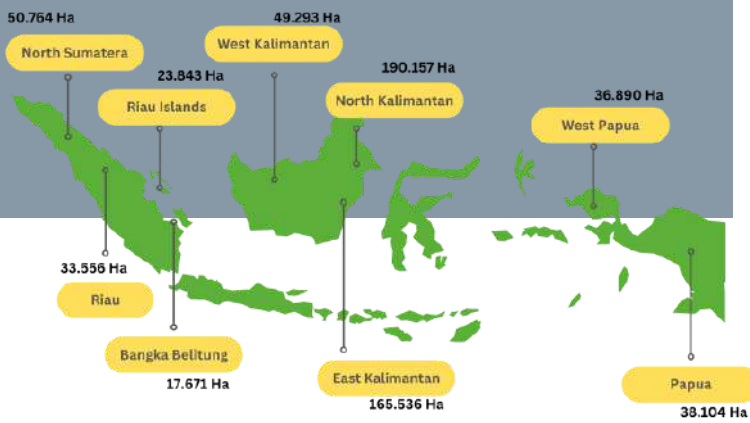 50.764 Ha
North Sumatera
49.293 Ha
West Kalimantan
23.843 Ha
Riau Islands
190.157 Ha
North Kalimantan
36.890 Ha
West Papua
33.556 Ha
Riau
Bangka Belitung
17.671 Ha
East Kalimantan
165.536 Ha
Papua
38.104 Ha